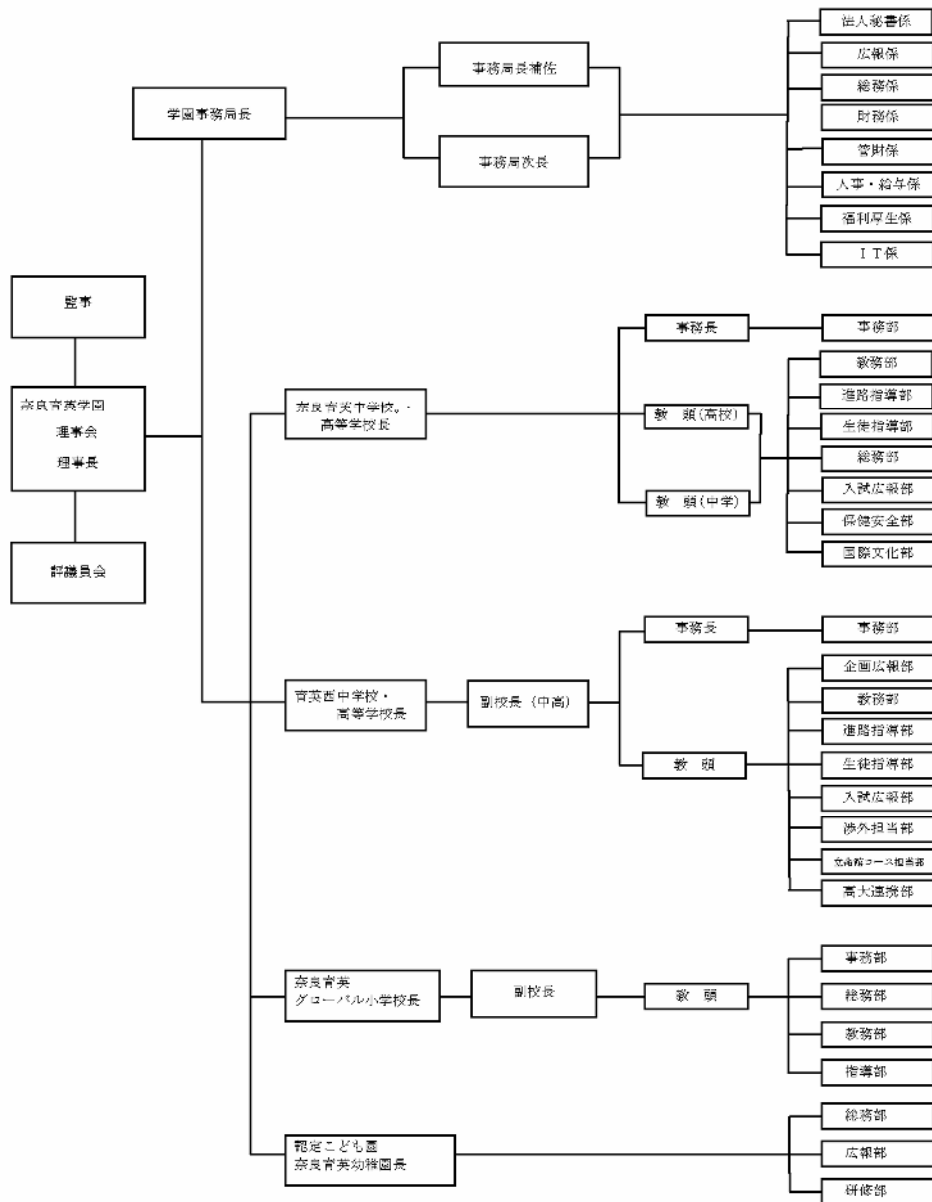 法人秘書係
広報係
事務局長補佐
総務係
学園事務局長
財務係
事務局次長
管財係
人事・給与係
福利厚生係
ＩＴ係
監事
奈良育英学園
理事会
理事長
評議員会
奈良育英中学校・
高等学校長
事務長
事務部
教務部
進路指導部
教　頭(高校)
生徒指導部
総務部
入試広報部
教　頭(中学)
保健安全部
国際文化部
育英西中学校・
高等学校長
副校長（中高）
事務長
事務部
企画広報部
教務部
進路指導部
教　頭
生徒指導部
入試広報部
渉外担当部
立命館コース担当部
高大連携部
奈良育英
グローバル小学校長
副校長
教　頭
事務部
総務部
教務部
指導部
認定こども園
奈良育英幼稚園長
総務部
広報部
研修部